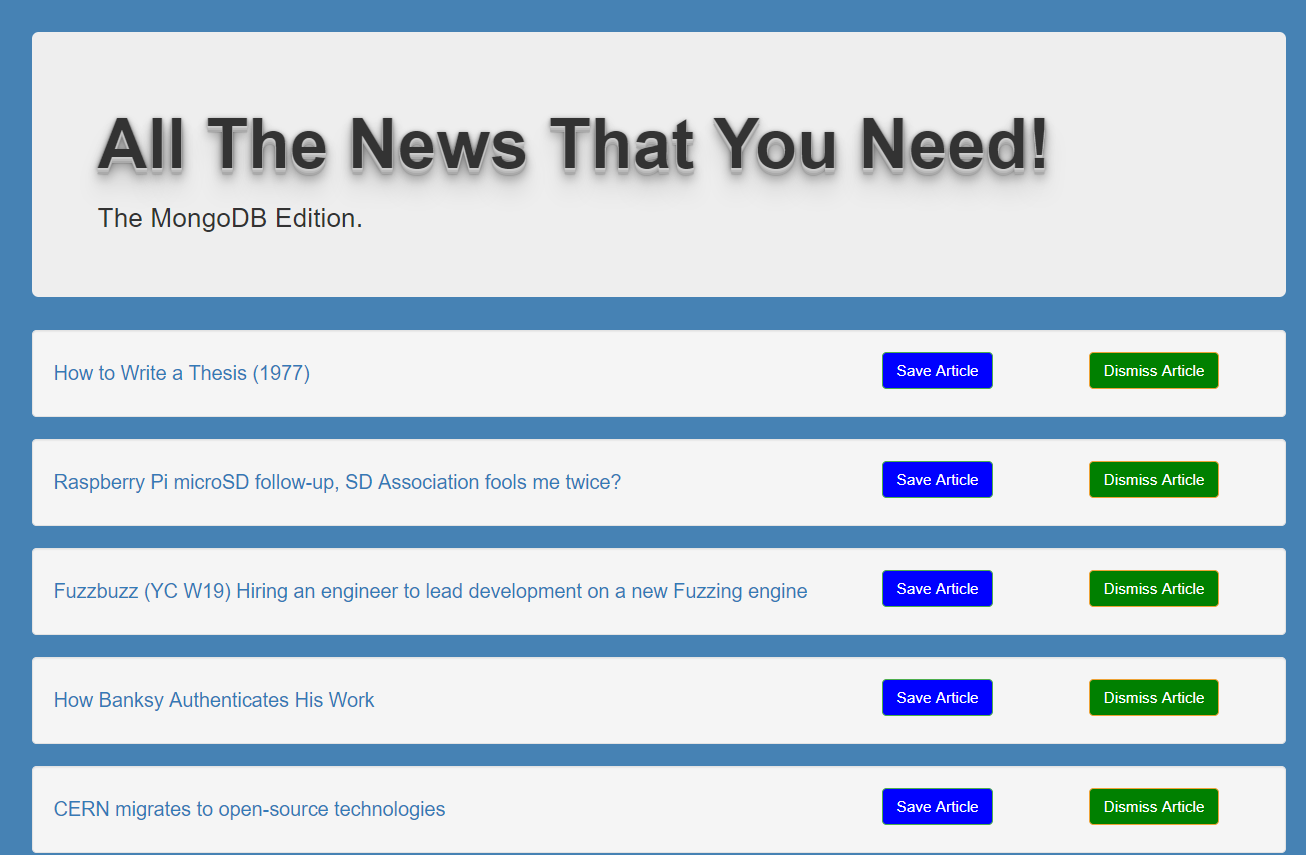 All The News That You Need!
The MongoDB Edition.
How to Write a Thesis (1977)
Save Article
Dismiss Article
Raspberry Pi microSD follow-up, SD Association fools me twice?
Save Article
Dismiss Article
Fuzzbuzz (YC W19) Hiring an engineer to lead development on a new Fuzzing engine
Save Article
Dismiss Article
How Banksy Authenticates His Work
Save Article
Dismiss Article
CERN migrates to open-source technologies
Save Article
Dismiss Article